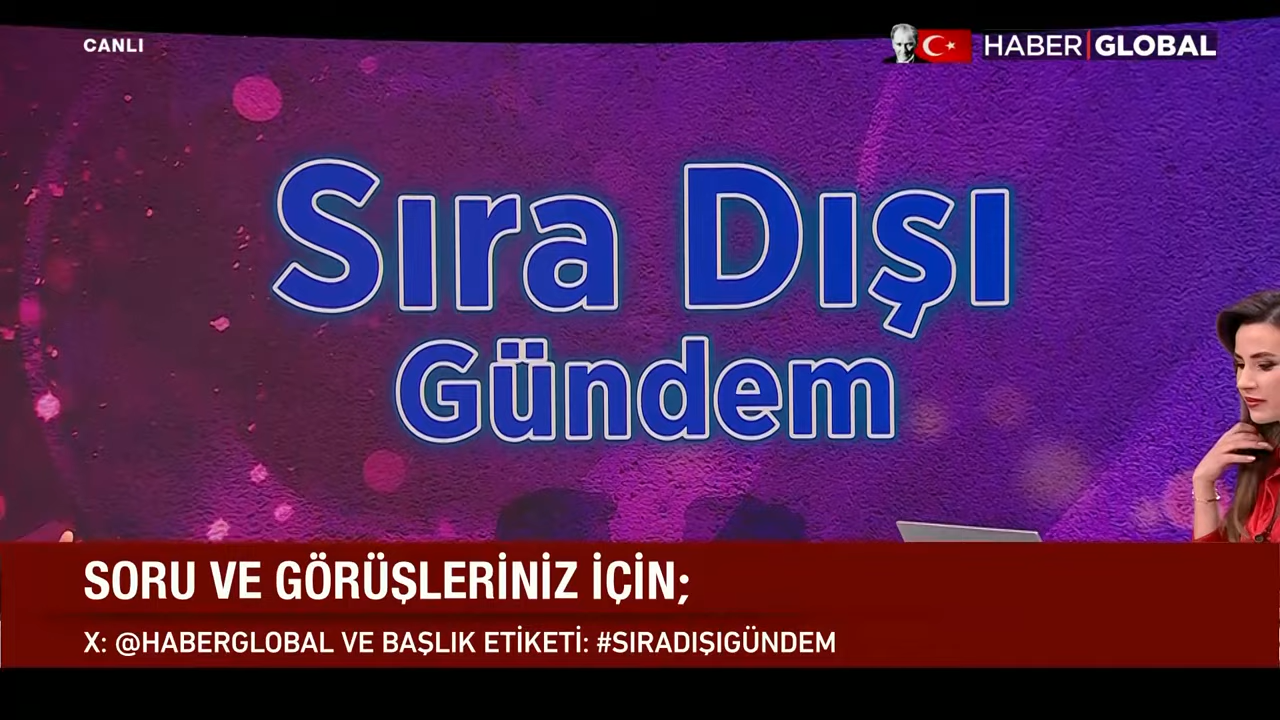 CANLI
HABER GLOBAL
Sıra Dışı
Gündem
SORU VE GÖRÜŞLERİNİZ İÇİN;
X: @HABERGLOBAL VE BAŞLIK ETİKETİ: #SIRADIŞIGÜNDEM